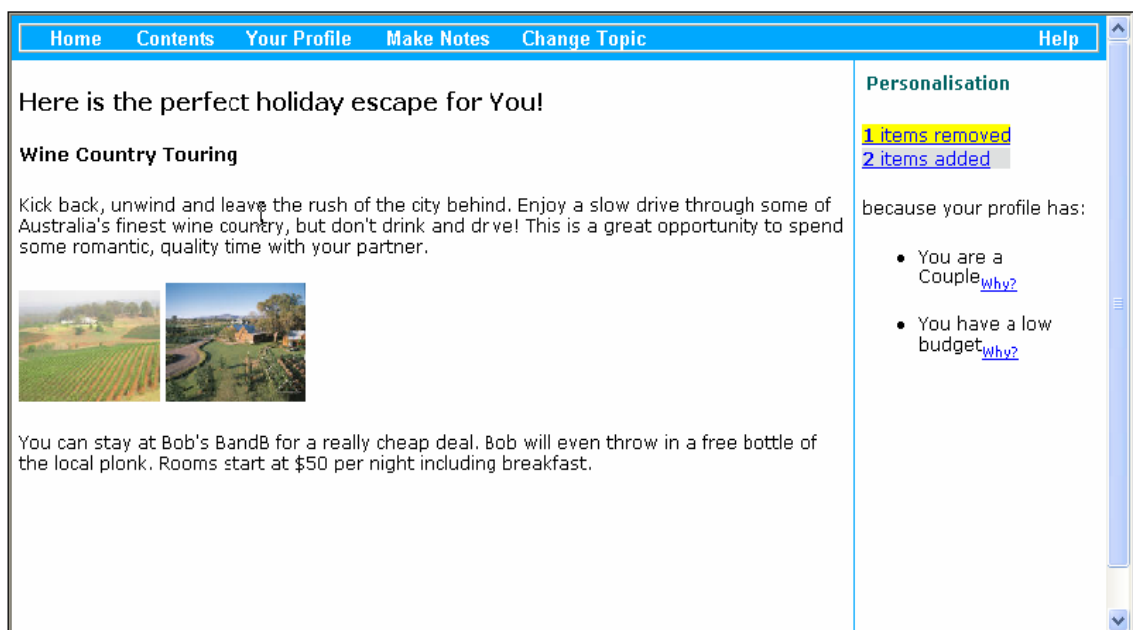 Home Contents Your Profile Make Notes Change Topic Help
Here is the perfect holiday escape for You!
Wine Country Touring
Kick back, unwind and leave the rush of the city behind. Enjoy a slow drive through some of
Australia's finest wine country, but don't drink and drve! This is a great opportunity to spend
some romantic, quality time with your partner.
You can stay at Bob's BandB for a really cheap deal. Bob will even throw in a free bottle of
the local plonk. Rooms start at $50 per night including breakfast.
Personalisation
1 items removed
2 items added
because your profile has:
• You are a
Couple Why?
• You have a low
budget Why?